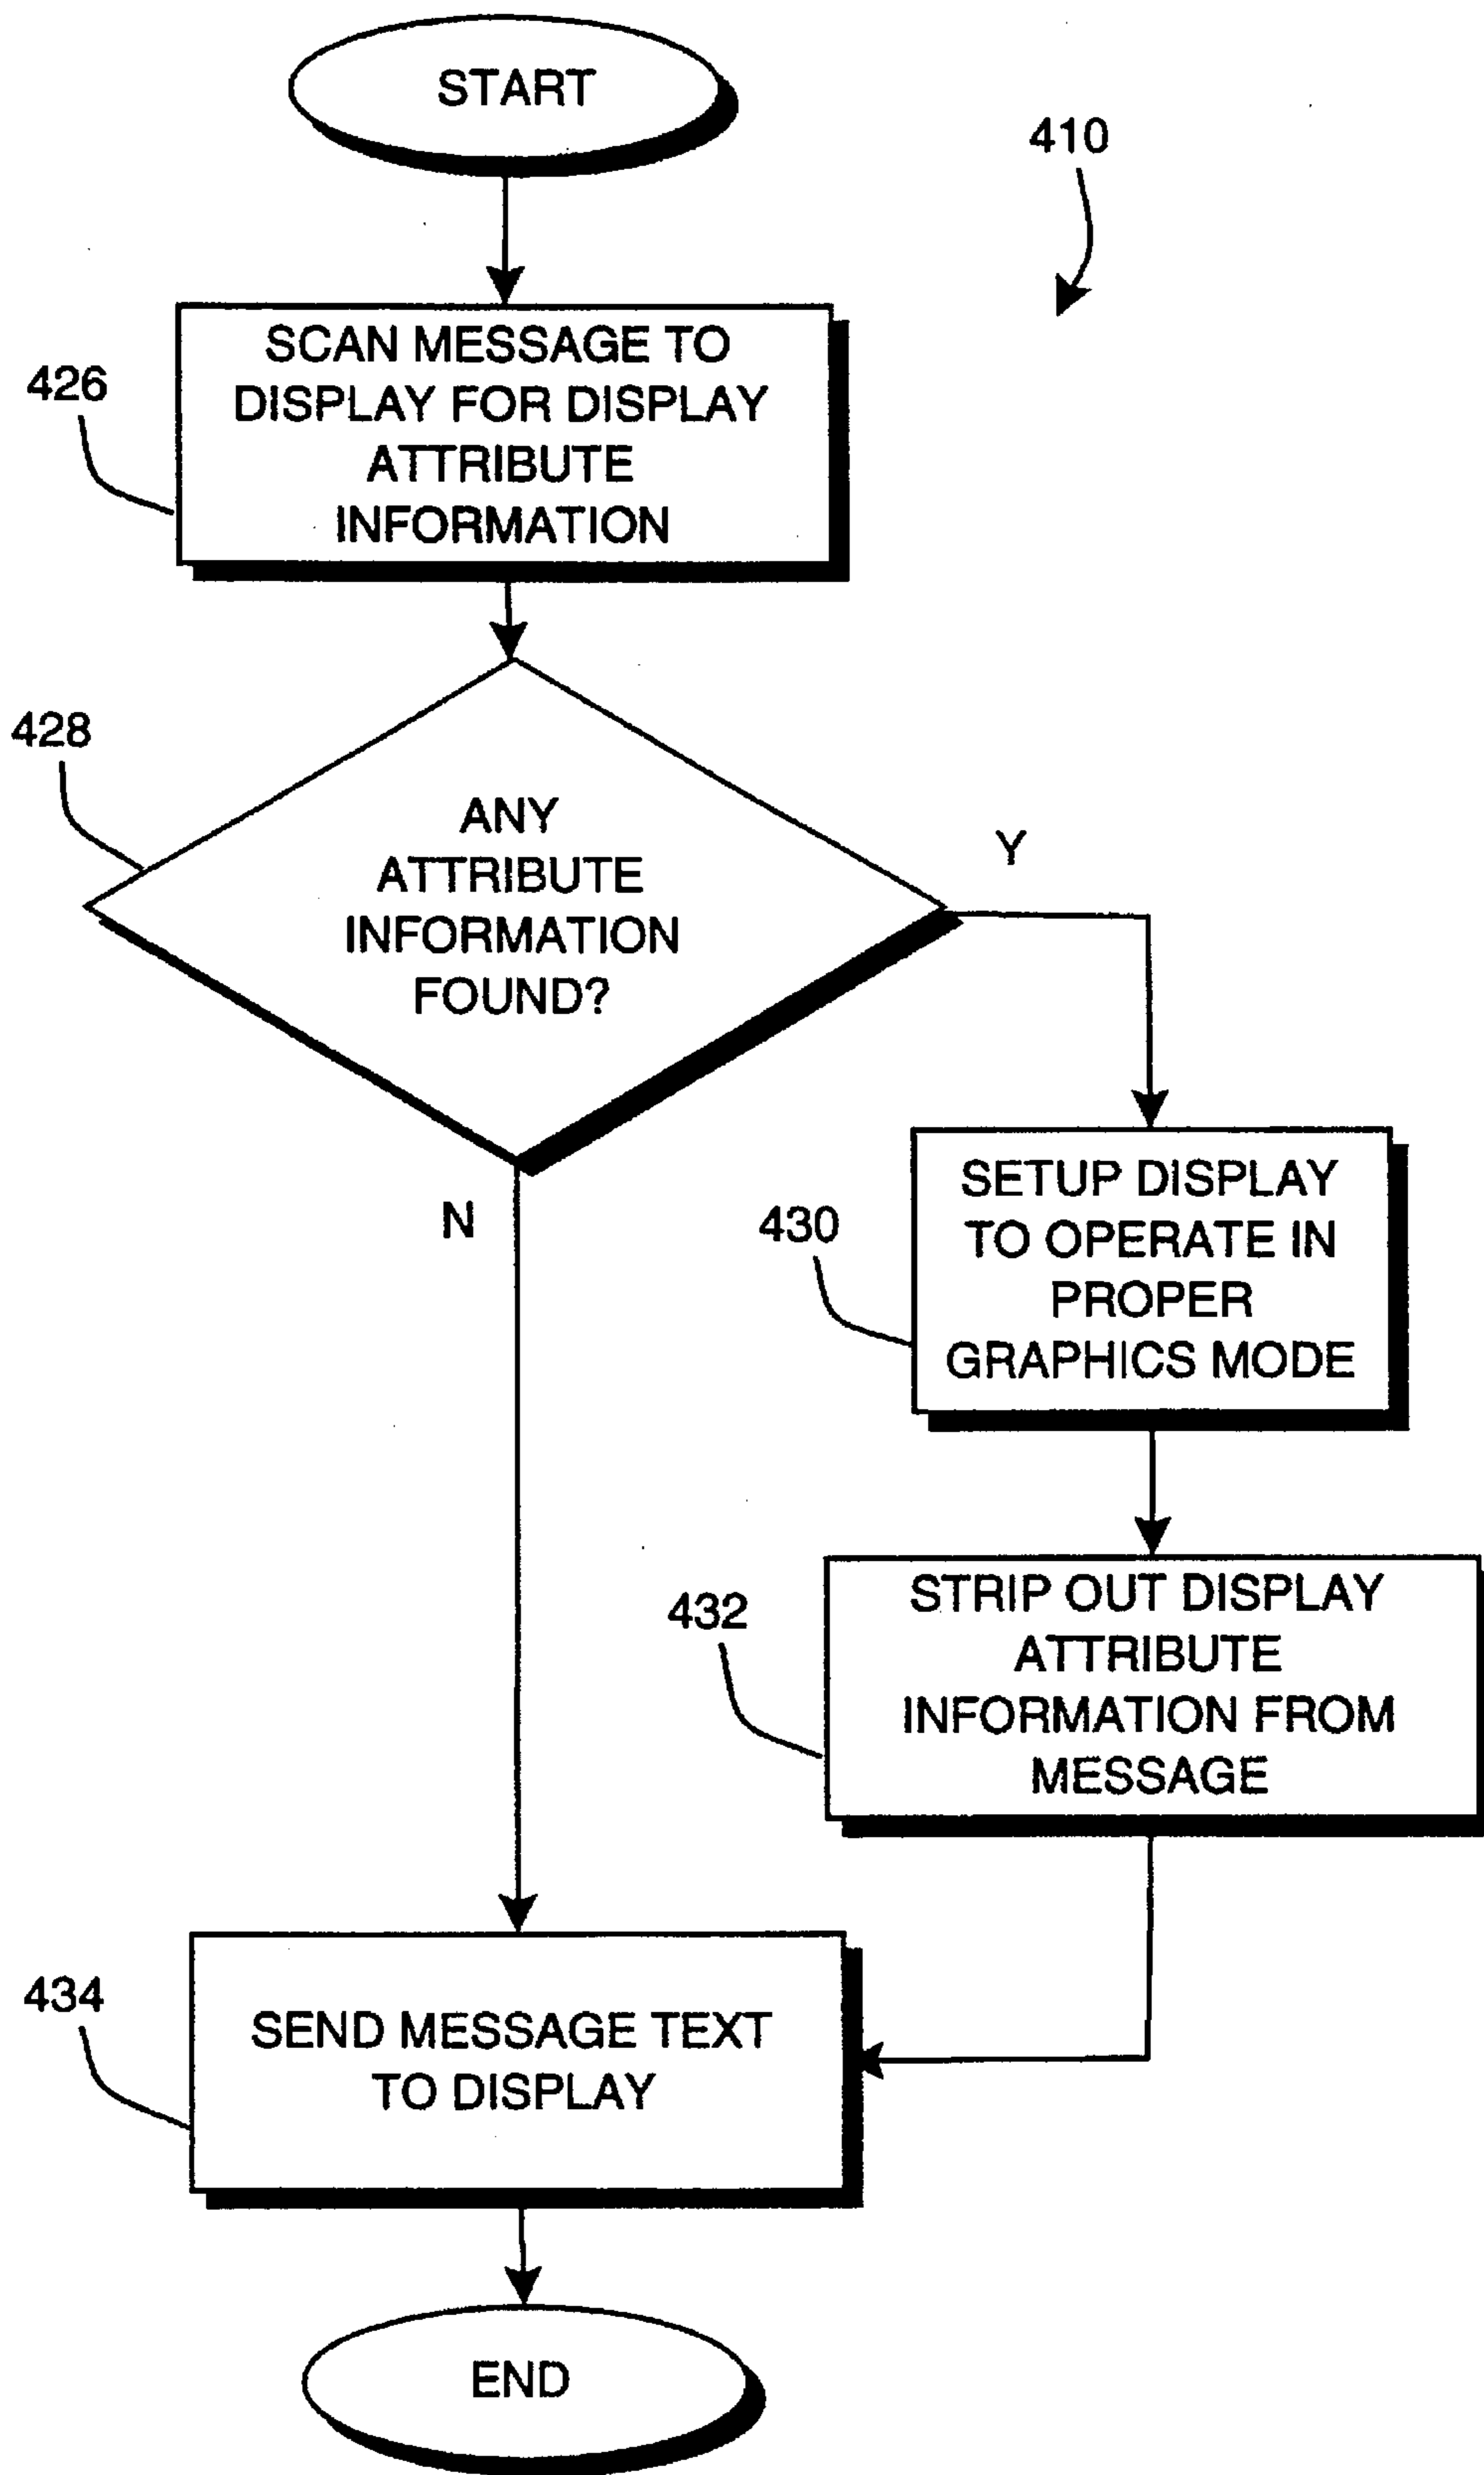 START
410
SCAN MESSAGE TO
DISPLAY FOR DISPLAY
ATTRIBUTE
INFORMATION
426
428
ANY
ATTRIBUTE
INFORMATION
FOUND?
Y
N
SETUP DISPLAY
TO OPERATE IN
PROPER
GRAPHICS MODE
430
STRIP OUT DISPLAY
ATTRIBUTE
INFORMATION FROM
MESSAGE
432
434
SEND MESSAGE TEXT
TO DISPLAY
END